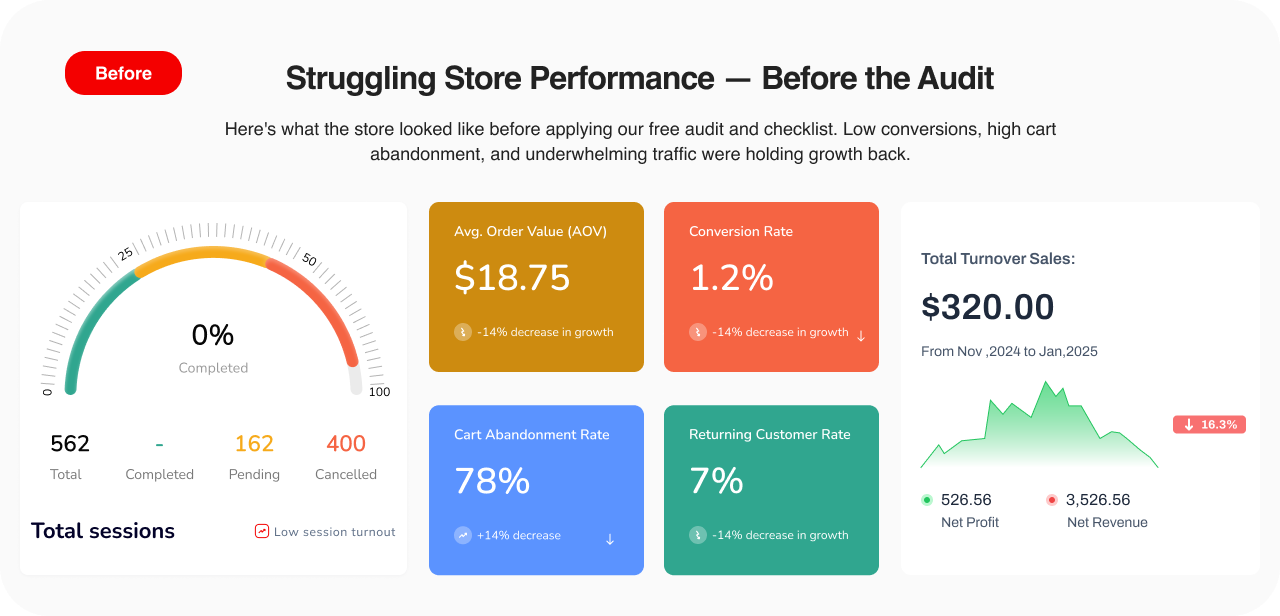 Before
Struggling Store Performance — Before the Audit
Here's what the store looked like before applying our free audit and checklist. Low conversions, high cart
abandonment, and underwhelming traffic were holding growth back.
0
25
50
100
0%
Completed
562
Total
-
Completed
162
Pending
400
Cancelled
Total sessions
Low session turnout
Avg. Order Value (AOV)
$18.75
-14% decrease in growth
Conversion Rate
1.2%
-14% decrease in growth ↓
Cart Abandonment Rate
78%
+14% decrease ↓
Returning Customer Rate
7%
-14% decrease in growth
Total Turnover Sales:
$320.00
From Nov ,2024 to Jan,2025
↓ 16.3%
526.56
Net Profit
3,526.56
Net Revenue